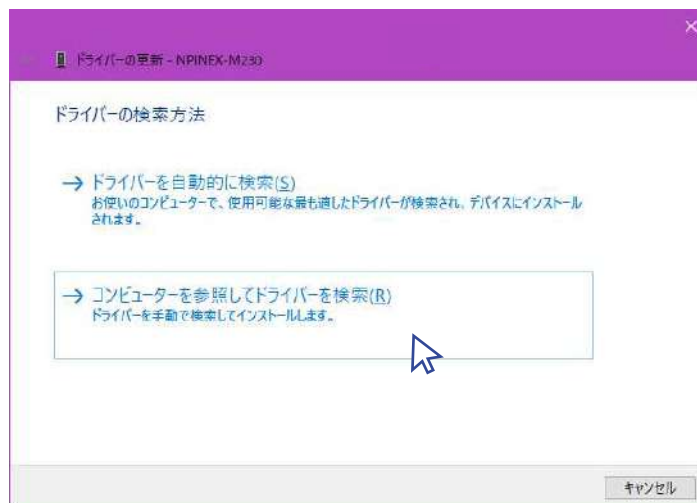 ドライバーの更新 - NPINEX-M230
ドライバーの検索方法
→ ドライバーを自動的に検索(S)
お使いのコンピューターで、使用可能な最も適したドライバーが検索され、デバイスにインストール
されます。
→ コンピューターを参照してドライバーを検索(R)
ドライバーを手動で検索してインストールします。
キャンセル